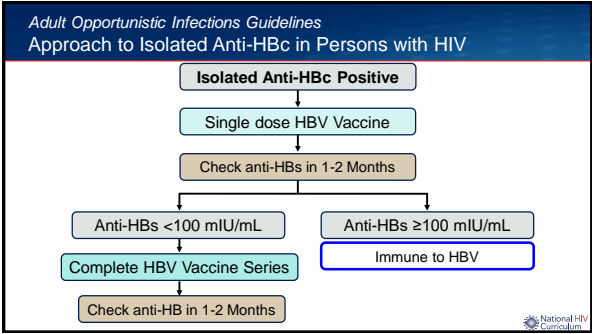 Adult Opportunistic Infections Guidelines
Approach to Isolated Anti-HBc in Persons with HIV
Isolated Anti-HBc Positive
Single dose HBV Vaccine
Check anti-HBs in 1-2 Months
Anti-HBs <100 mIU/mL
Anti-HBs ≥100 mIU/mL
Immune to HBV
Complete HBV Vaccine Series
Check anti-HB in 1-2 Months
National HIV
Curriculum